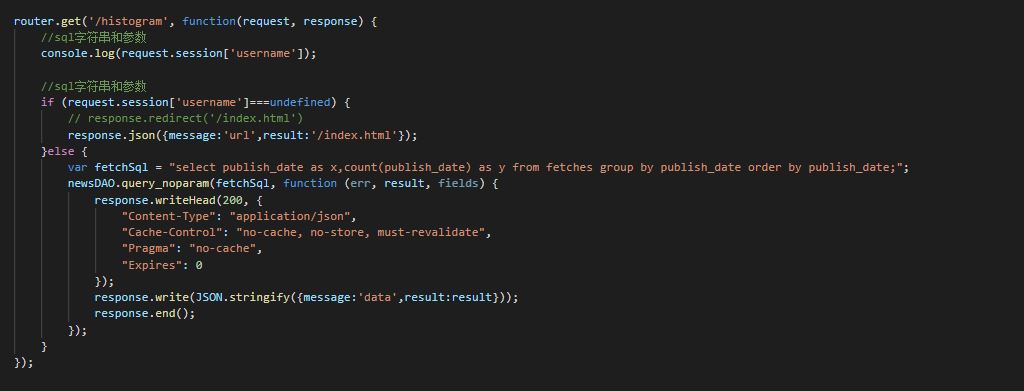 router.get('/histogram', function(request, response) {
//sql字符串和参数
console.log(request.session['username']);
//sql字符串和参数
if (request.session['username']===undefined) {
// response.redirect('/index.html')
response.json({message:'url',result:'/index.html'});
}else {
var fetchSql = "select publish_date as x,count(publish_date) as y from fetches group by publish_date order by publish_date;";
newsDAO.query_noparam(fetchSql, function (err, result, fields) {
response.writeHead(200, {
"Content-Type": "application/json",
"Cache-Control": "no-cache, no-store, must-revalidate",
"Pragma": "no-cache",
"Expires": 0
});
response.write(JSON.stringify({message:'data',result:result}));
response.end();
});
}
});